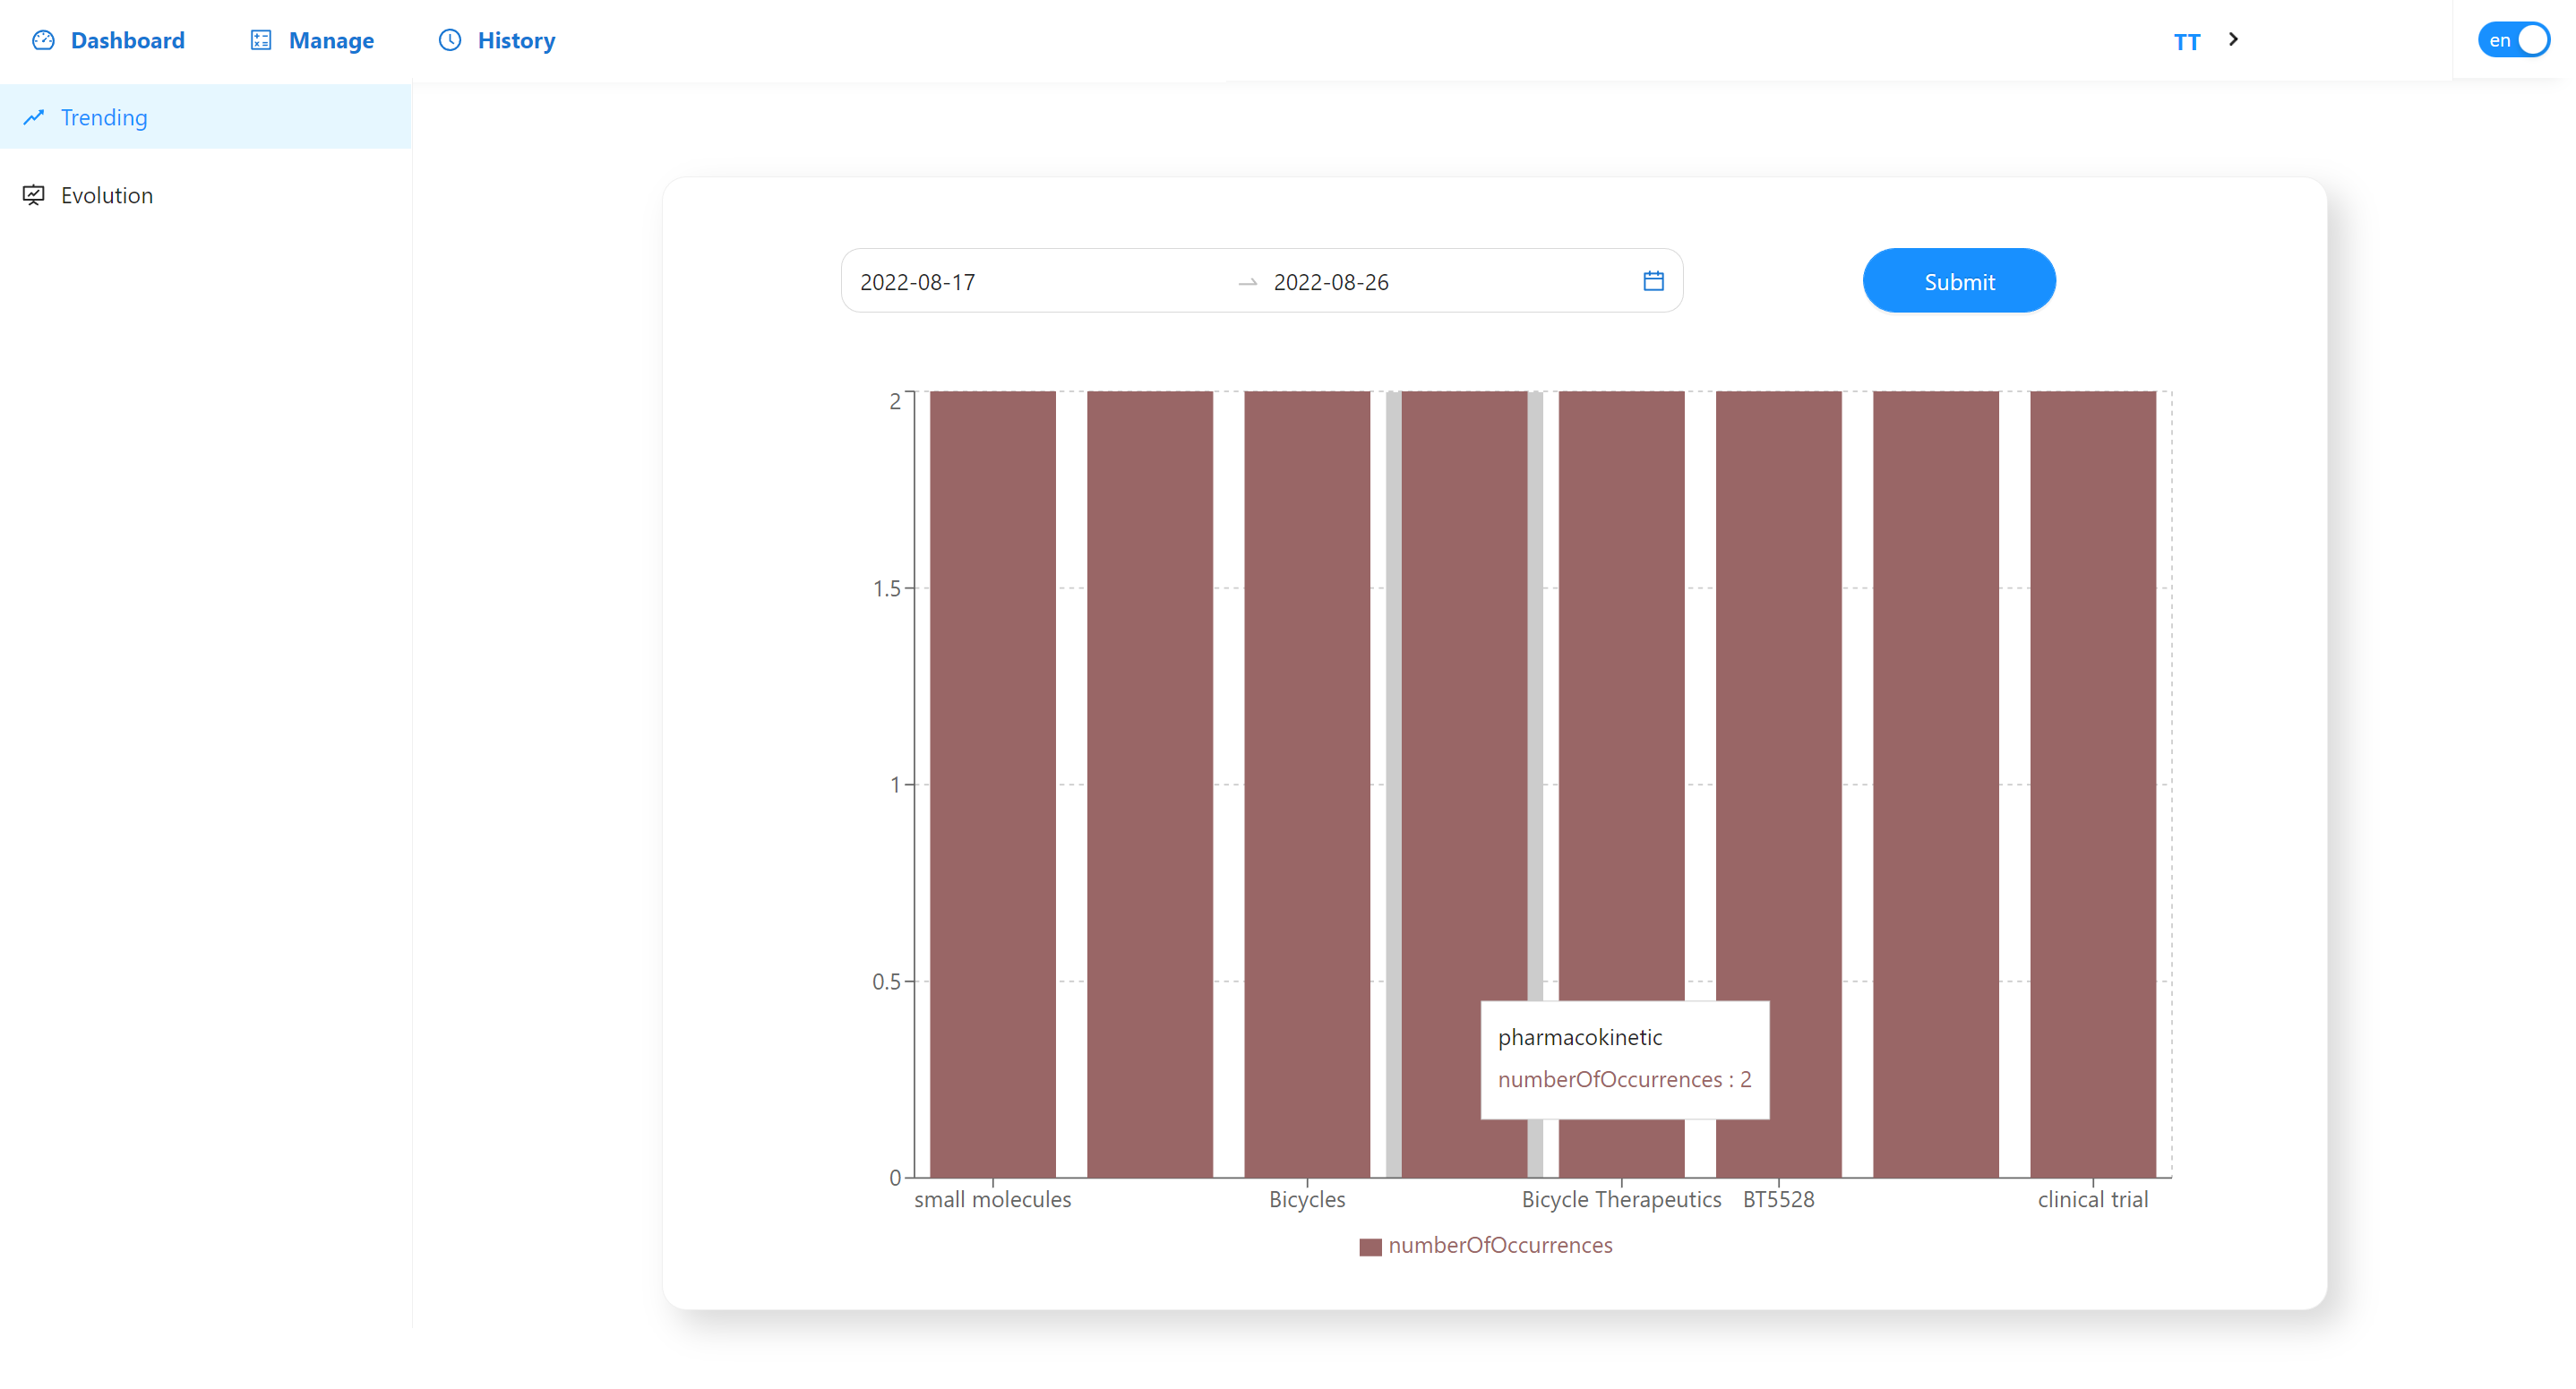 Dashboard
Manage
History
TT
en
Trending
Evolution
2022-08-17
2022-08-26
Submit
2
1.5
1
0.5
0
pharmacokinetic
numberOfOccurrences : 2
small molecules
Bicycles
Bicycle Therapeutics
BT5528
clinical trial
numberOfOccurrences